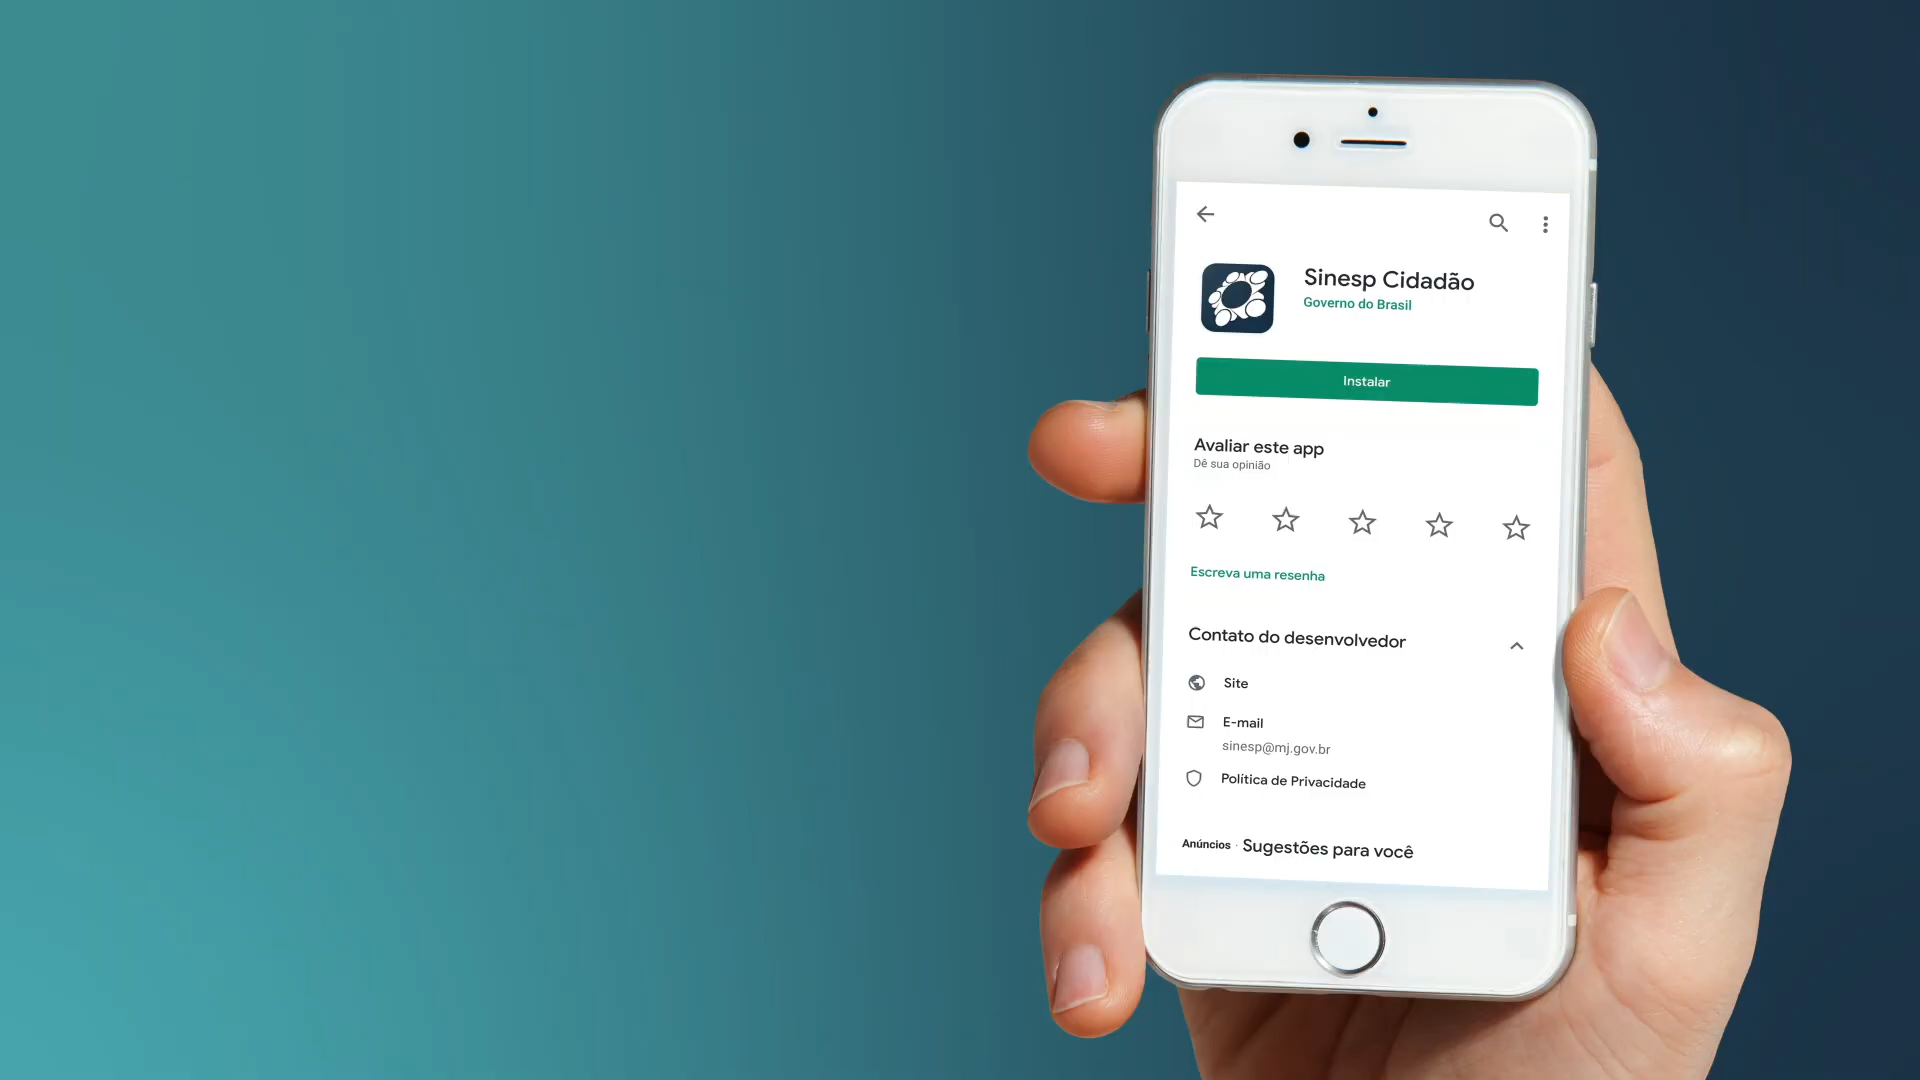 Sinesp Cidadão
Governo do Brasil
Instalar
Avaliar este app
Dê sua opinião
Escreva uma resenha
Contato do desenvolvedor
Site
E-mail
sinesp@mj.gov.br
Política de Privacidade
Anúncios · Sugestões para você